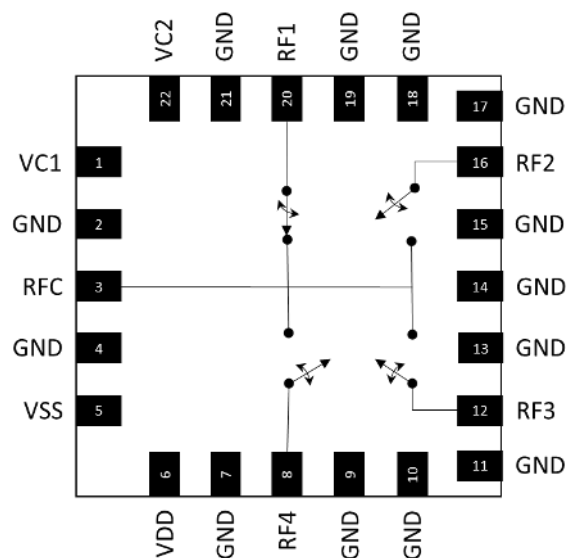 VC2 GND RF1 GND GND
22 21 20 19 18
17 GND
VC1 1
16 RF2
GND 2
15 GND
RFC 3
14 GND
GND 4
13 GND
VSS 5
12 RF3
11 GND
6 7 8 9 10
VDD GND RF4 GND GND